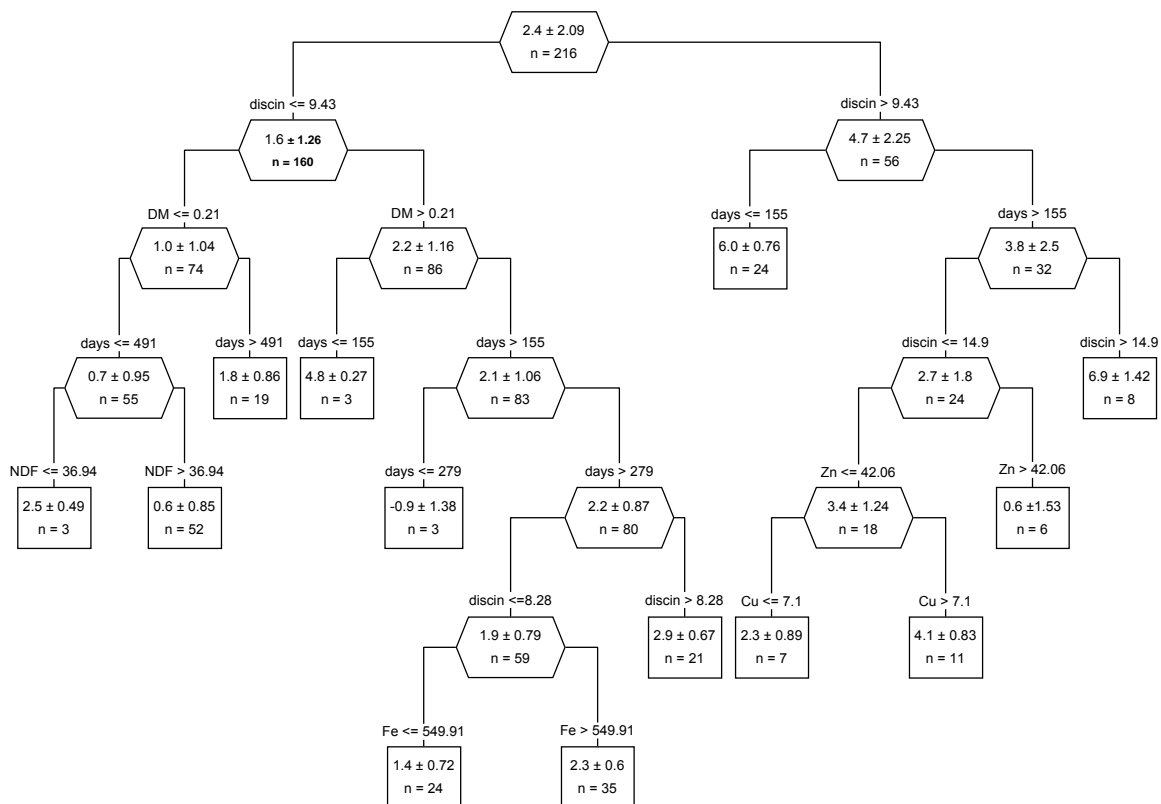 2.4 ± 2.09
n = 216
discin <= 9.43
discin > 9.43
1.6 ± 1.26
n = 160
4.7 ± 2.25
n = 56
DM <= 0.21
DM > 0.21
days <= 155
days > 155
1.0 ± 1.04
n = 74
2.2 ± 1.16
n = 86
6.0 ± 0.76
n = 24
3.8 ± 2.5
n = 32
days <= 491
days > 491
days <= 155
days > 155
discin <= 14.9
discin > 14.9
0.7 ± 0.95
n = 55
1.8 ± 0.86
n = 19
4.8 ± 0.27
n = 3
2.1 ± 1.06
n = 83
2.7 ± 1.8
n = 24
6.9 ± 1.42
n = 8
NDF <= 36.94
NDF > 36.94
days <= 279
days > 279
Zn <= 42.06
Zn > 42.06
2.5 ± 0.49
n = 3
0.6 ± 0.85
n = 52
-0.9 ± 1.38
n = 3
2.2 ± 0.87
n = 80
3.4 ± 1.24
n = 18
0.6 ±1.53
n = 6
discin <=8.28
discin > 8.28
Cu <= 7.1
Cu > 7.1
1.9 ± 0.79
n = 59
2.9 ± 0.67
n = 21
2.3 ± 0.89
n = 7
4.1 ± 0.83
n = 11
Fe <= 549.91
Fe > 549.91
1.4 ± 0.72
n = 24
2.3 ± 0.6
n = 35